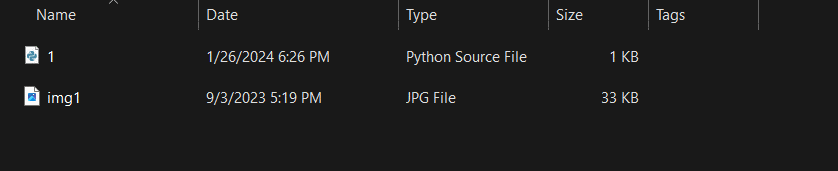 Name Date Type Size Tags
1 1/26/2024 6:26 PM Python Source File 1 KB
img1 9/3/2023 5:19 PM JPG File 33 KB